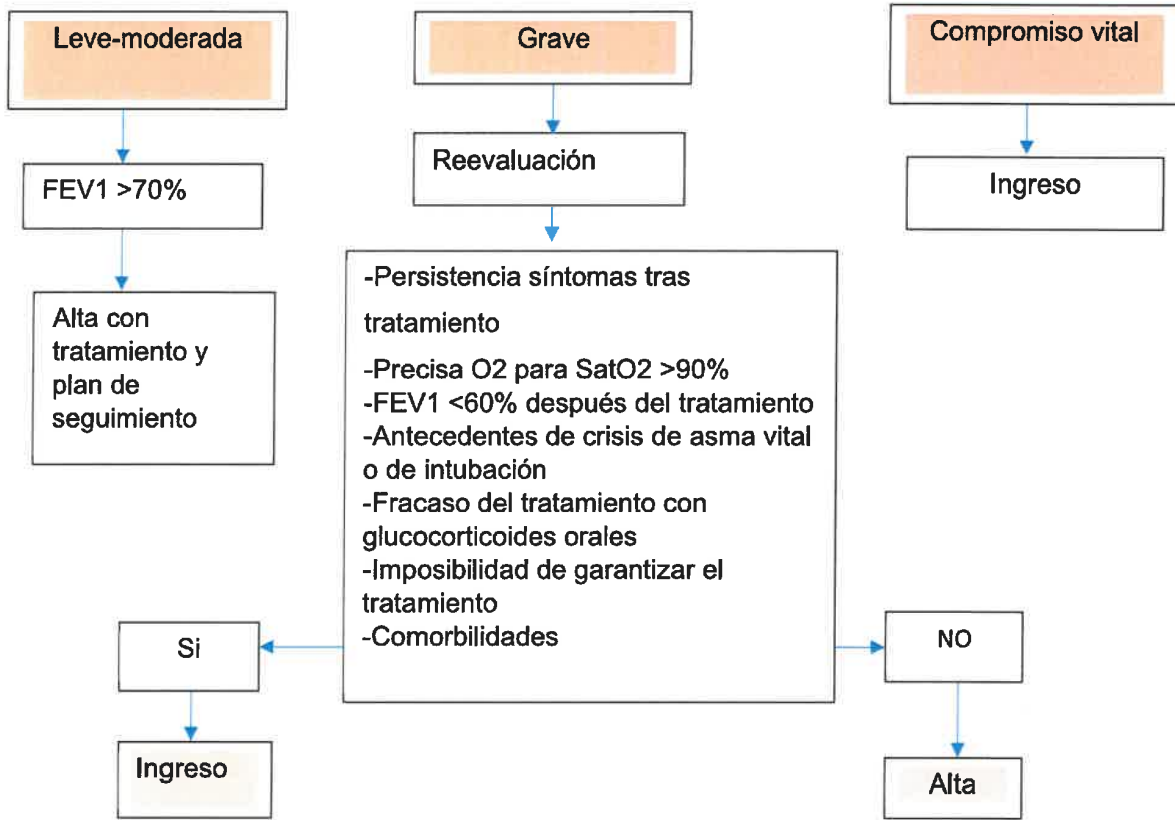 Leve-moderada
Grave
Compromiso vital
FEV1 >70%
Reevaluación
Ingreso
Alta con
tratamiento y
plan de
seguimiento
-Persistencia síntomas tras
tratamiento
-Precisa O2 para SatO2 >90%
-FEV1 <60% después del tratamiento
-Antecedentes de crisis de asma vital
o de intubación
-Fracaso del tratamiento con
glucocorticoides orales
-Imposibilidad de garantizar el
tratamiento
-Comorbilidades
Si
NO
Ingreso
Alta